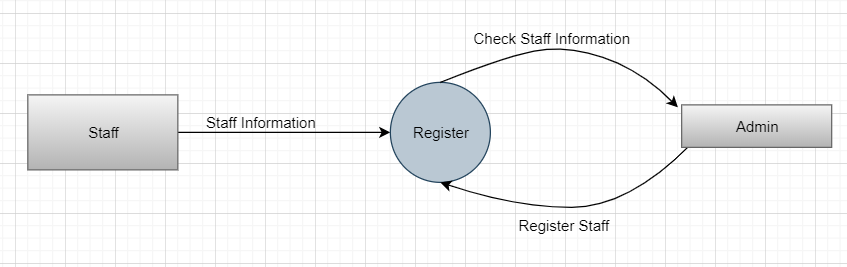 Check Staff Information
Staff
Staff Information
Register
Admin
Register Staff